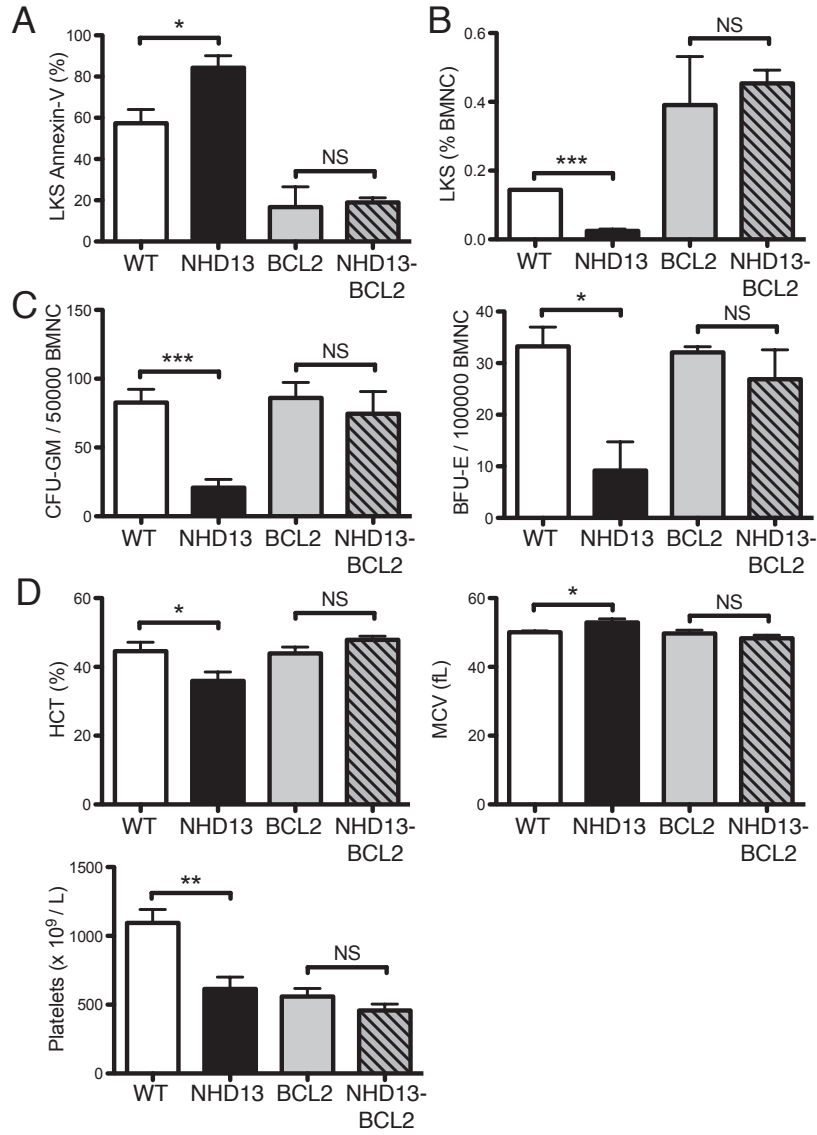 A
LKS Annexin-V (%)
100
80
60
40
20
0
*
NS
WT NHD13 BCL2 NHD13-
BCL2
B
LKS (% BMNC)
0.6
0.4
0.2
0.0
***
NS
WT NHD13 BCL2 NHD13-
BCL2
C
CFU-GM / 50000 BMNC
150
100
50
0
***
NS
WT NHD13 BCL2 NHD13-
BCL2
BFU-E / 100000 BMNC
40
30
20
10
0
*
NS
WT NHD13 BCL2 NHD13-
BCL2
D
HCT (%)
60
40
20
0
*
NS
WT NHD13 BCL2 NHD13-
BCL2
MCV (fL)
60
40
20
0
*
NS
WT NHD13 BCL2 NHD13-
BCL2
Platelets (x 10⁹ / L)
1500
1000
500
0
**
NS
WT NHD13 BCL2 NHD13-
BCL2